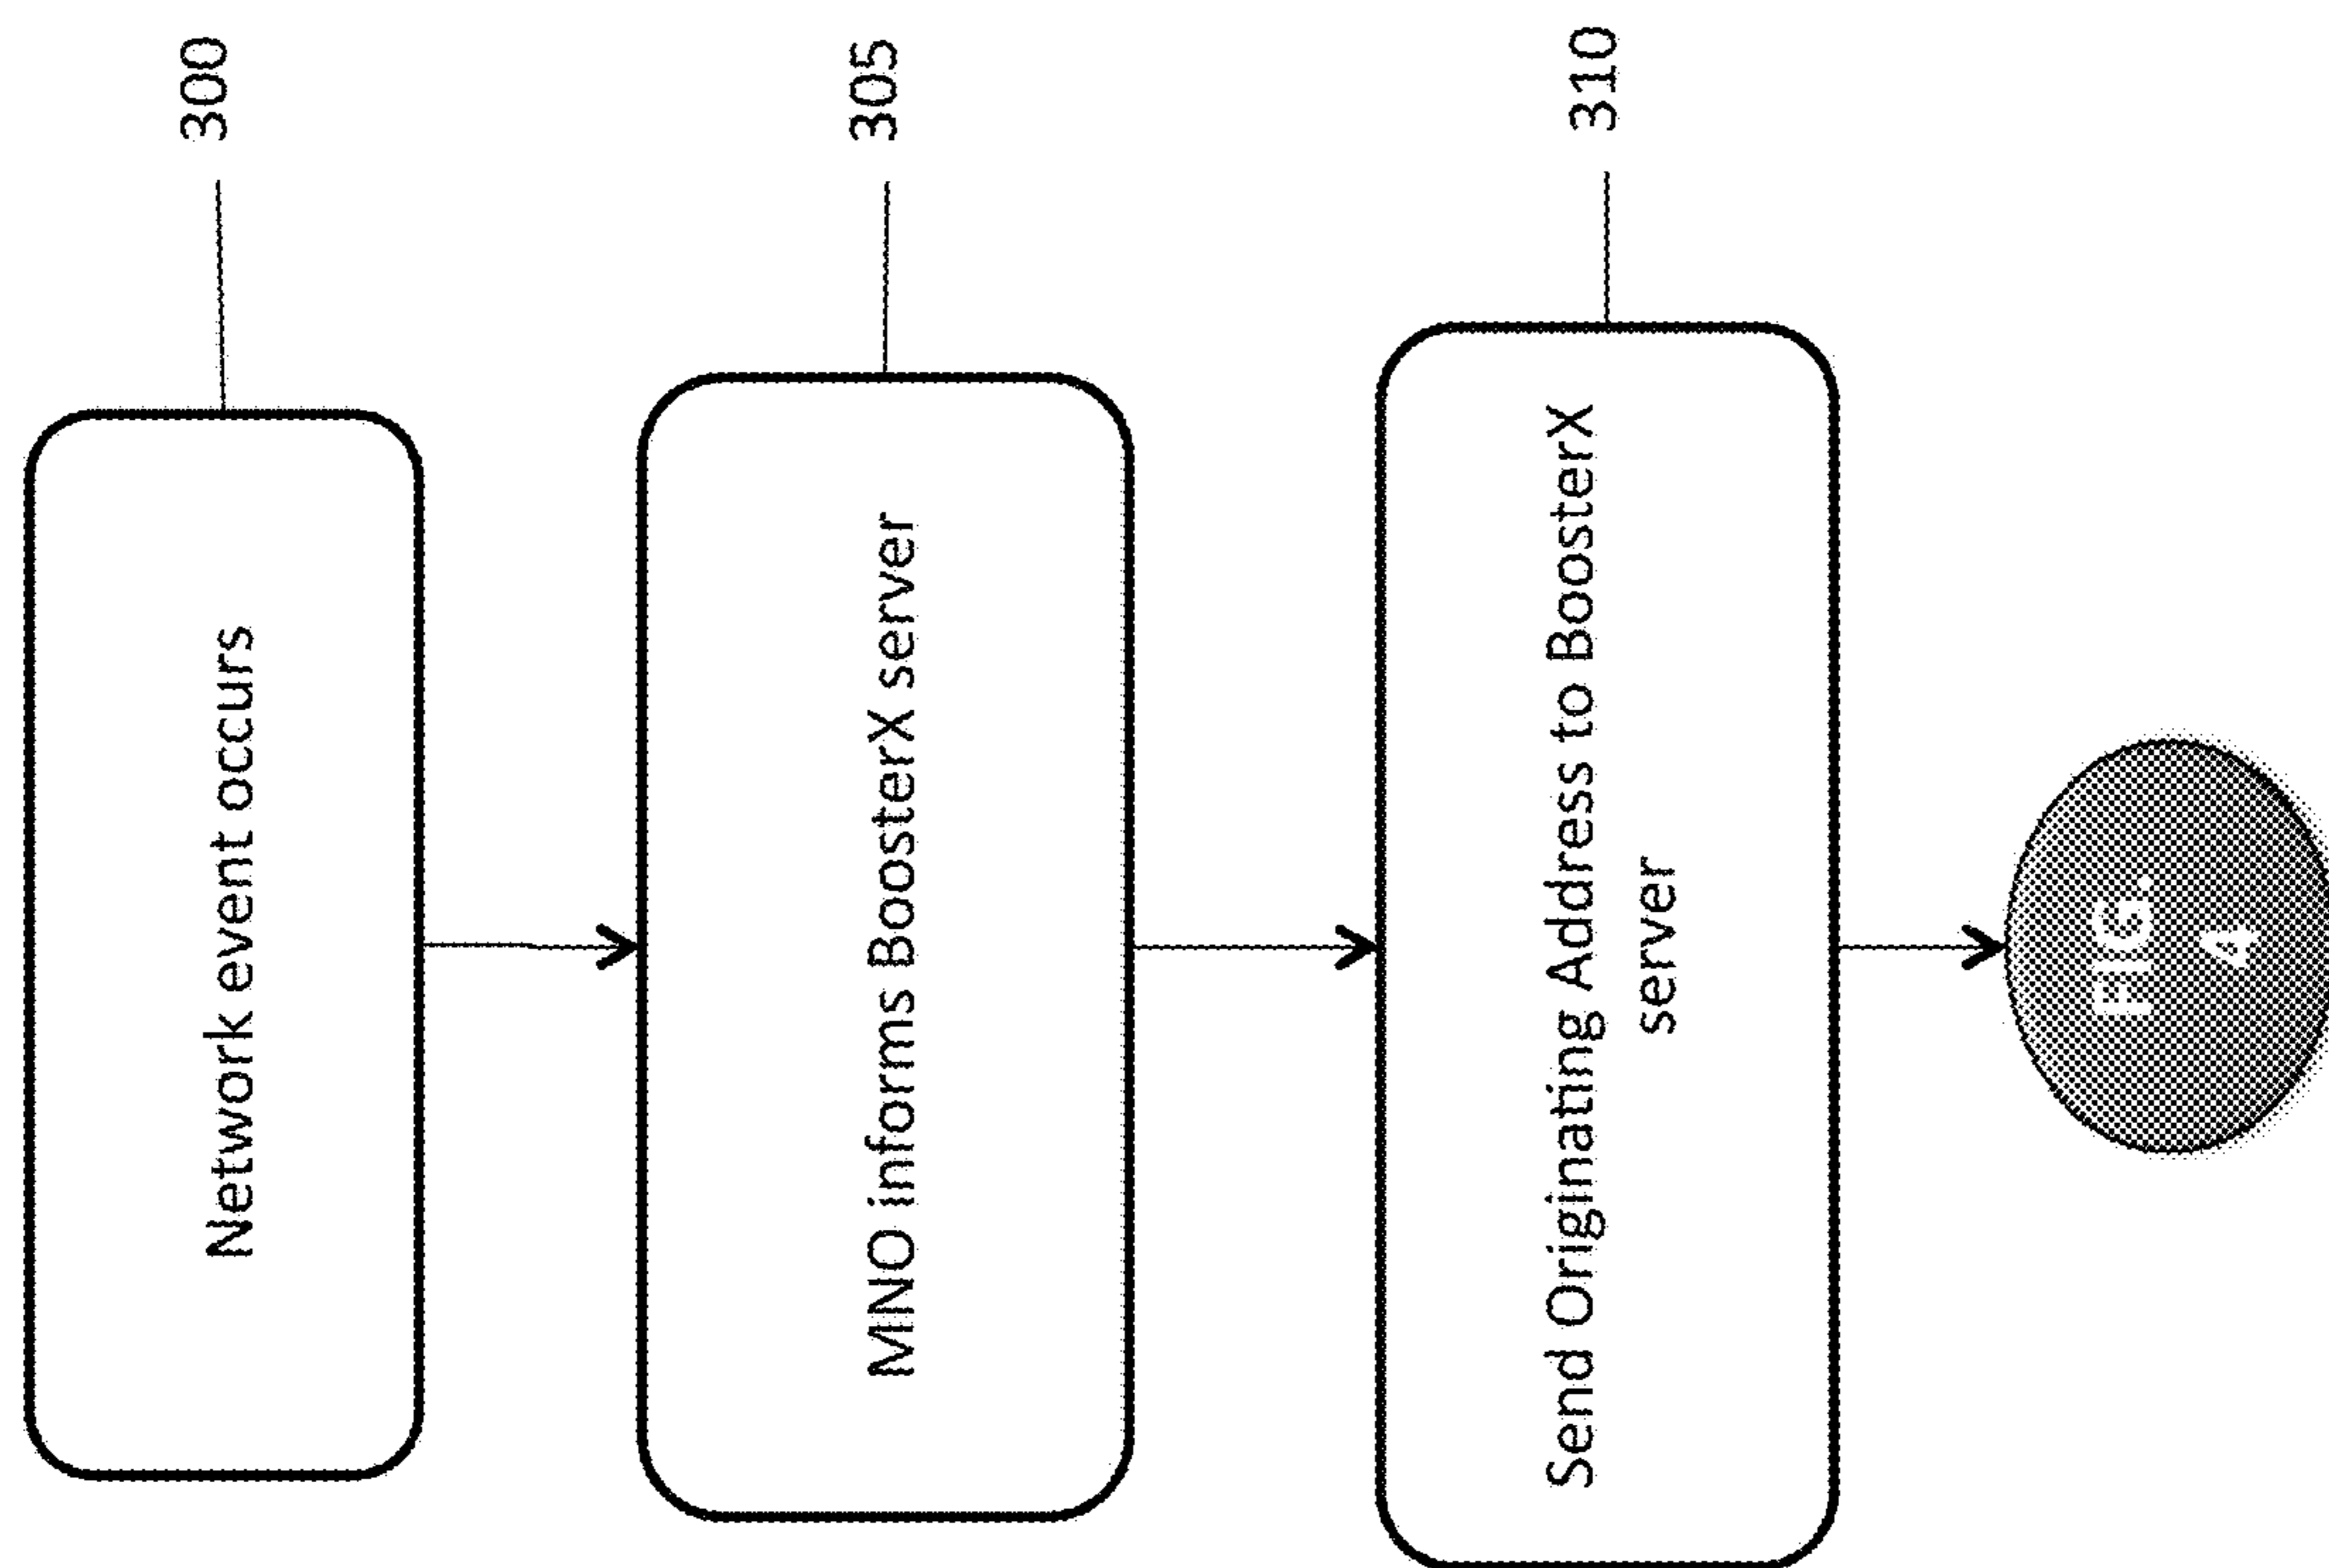 Network event occurs
300
MNO informs BoosterX server
305
Send Originating Address to BoosterX
server
310
FIG.
4